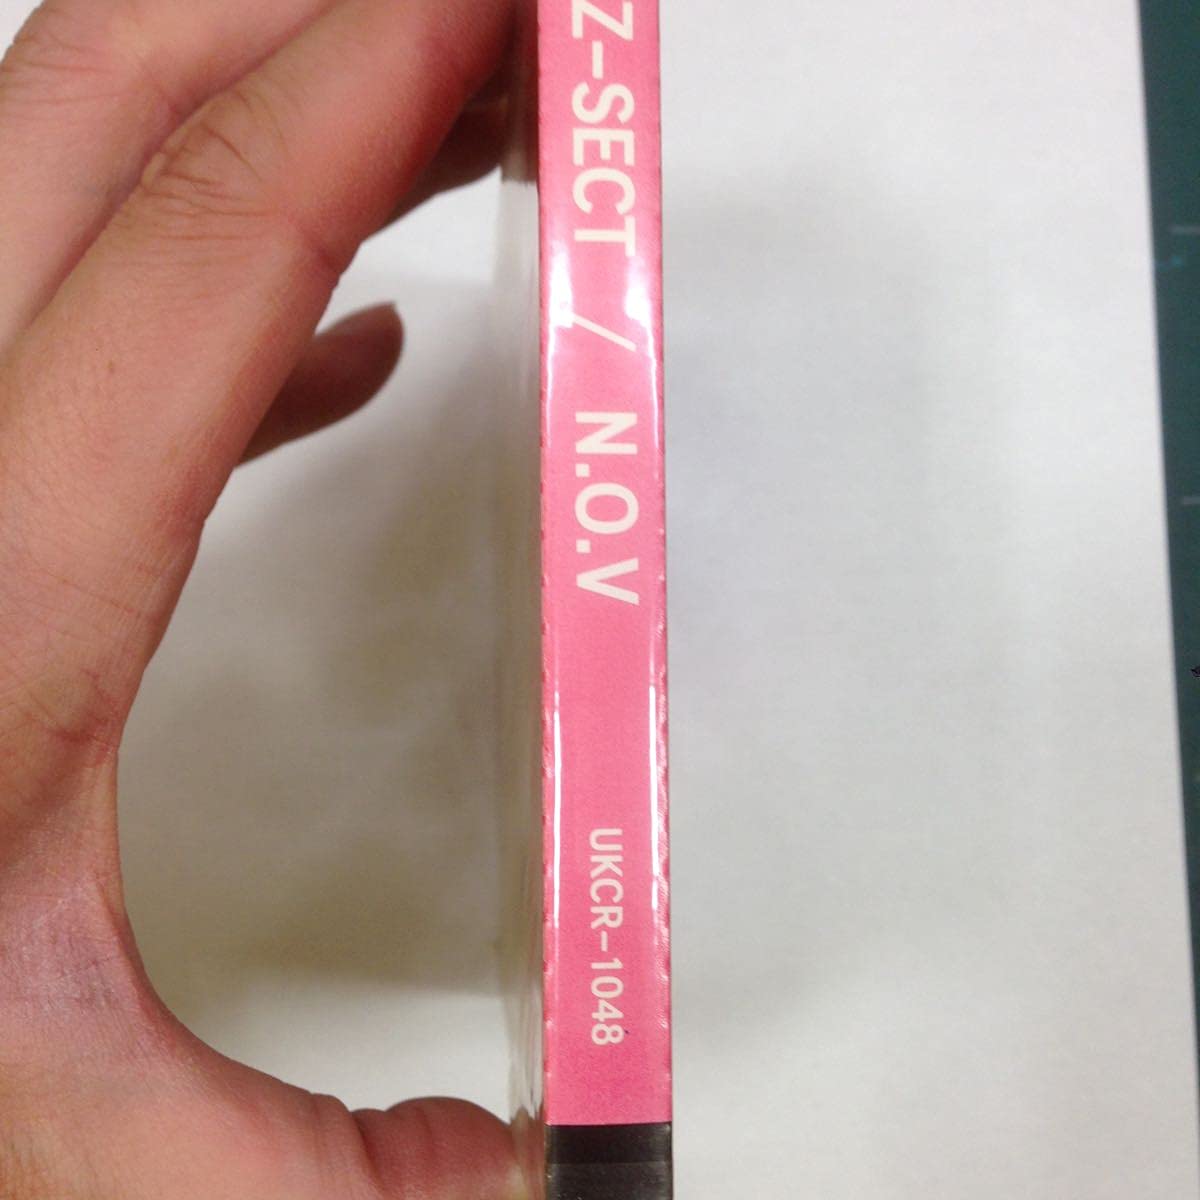 Z-SECT / N.O.V
UKCR-1048